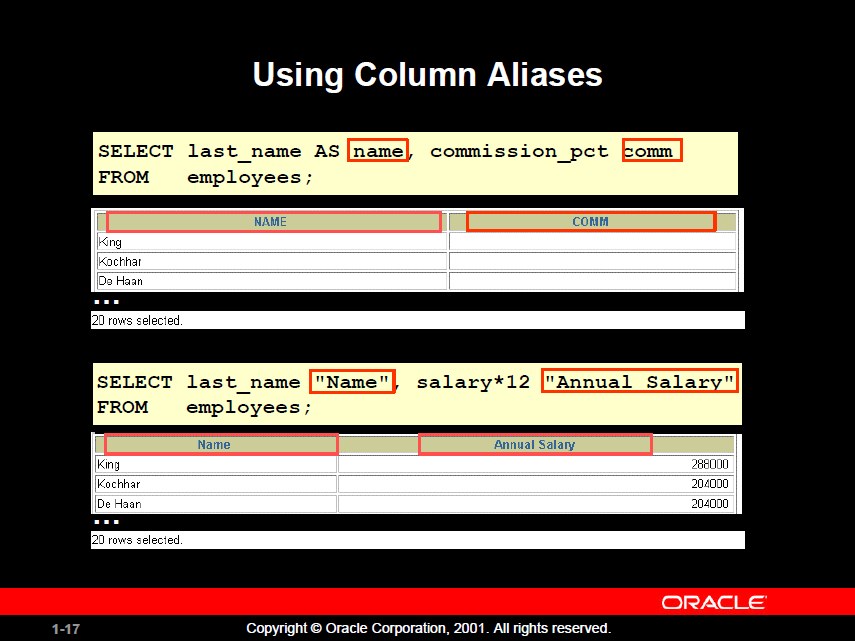 Using Column Aliases
SELECT last_name AS name, commission_pct comm
FROM employees;
NAME COMM
King
Kochhar
De Haan
...
20 rows selected.
SELECT last_name "Name", salary*12 "Annual Salary"
FROM employees;
Name Annual Salary
King 288000
Kochhar 204000
De Haan 204000
...
20 rows selected.
ORACLE
1-17 Copyright © Oracle Corporation, 2001. All rights reserved.